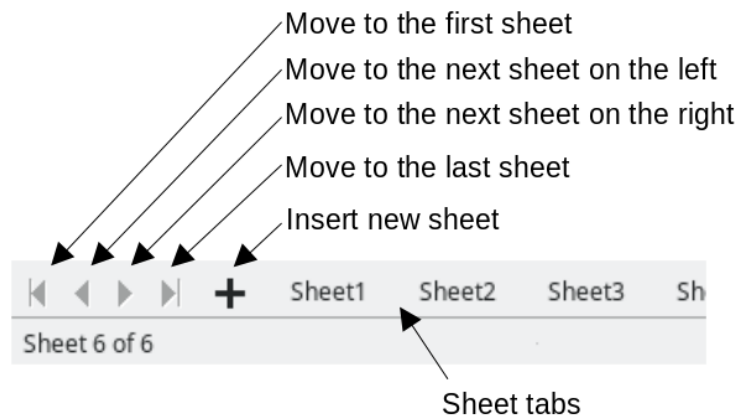 Move to the first sheet
Move to the next sheet on the left
Move to the next sheet on the right
Move to the last sheet
Insert new sheet
Sheet1 Sheet2 Sheet3 Sh
Sheet 6 of 6
Sheet tabs